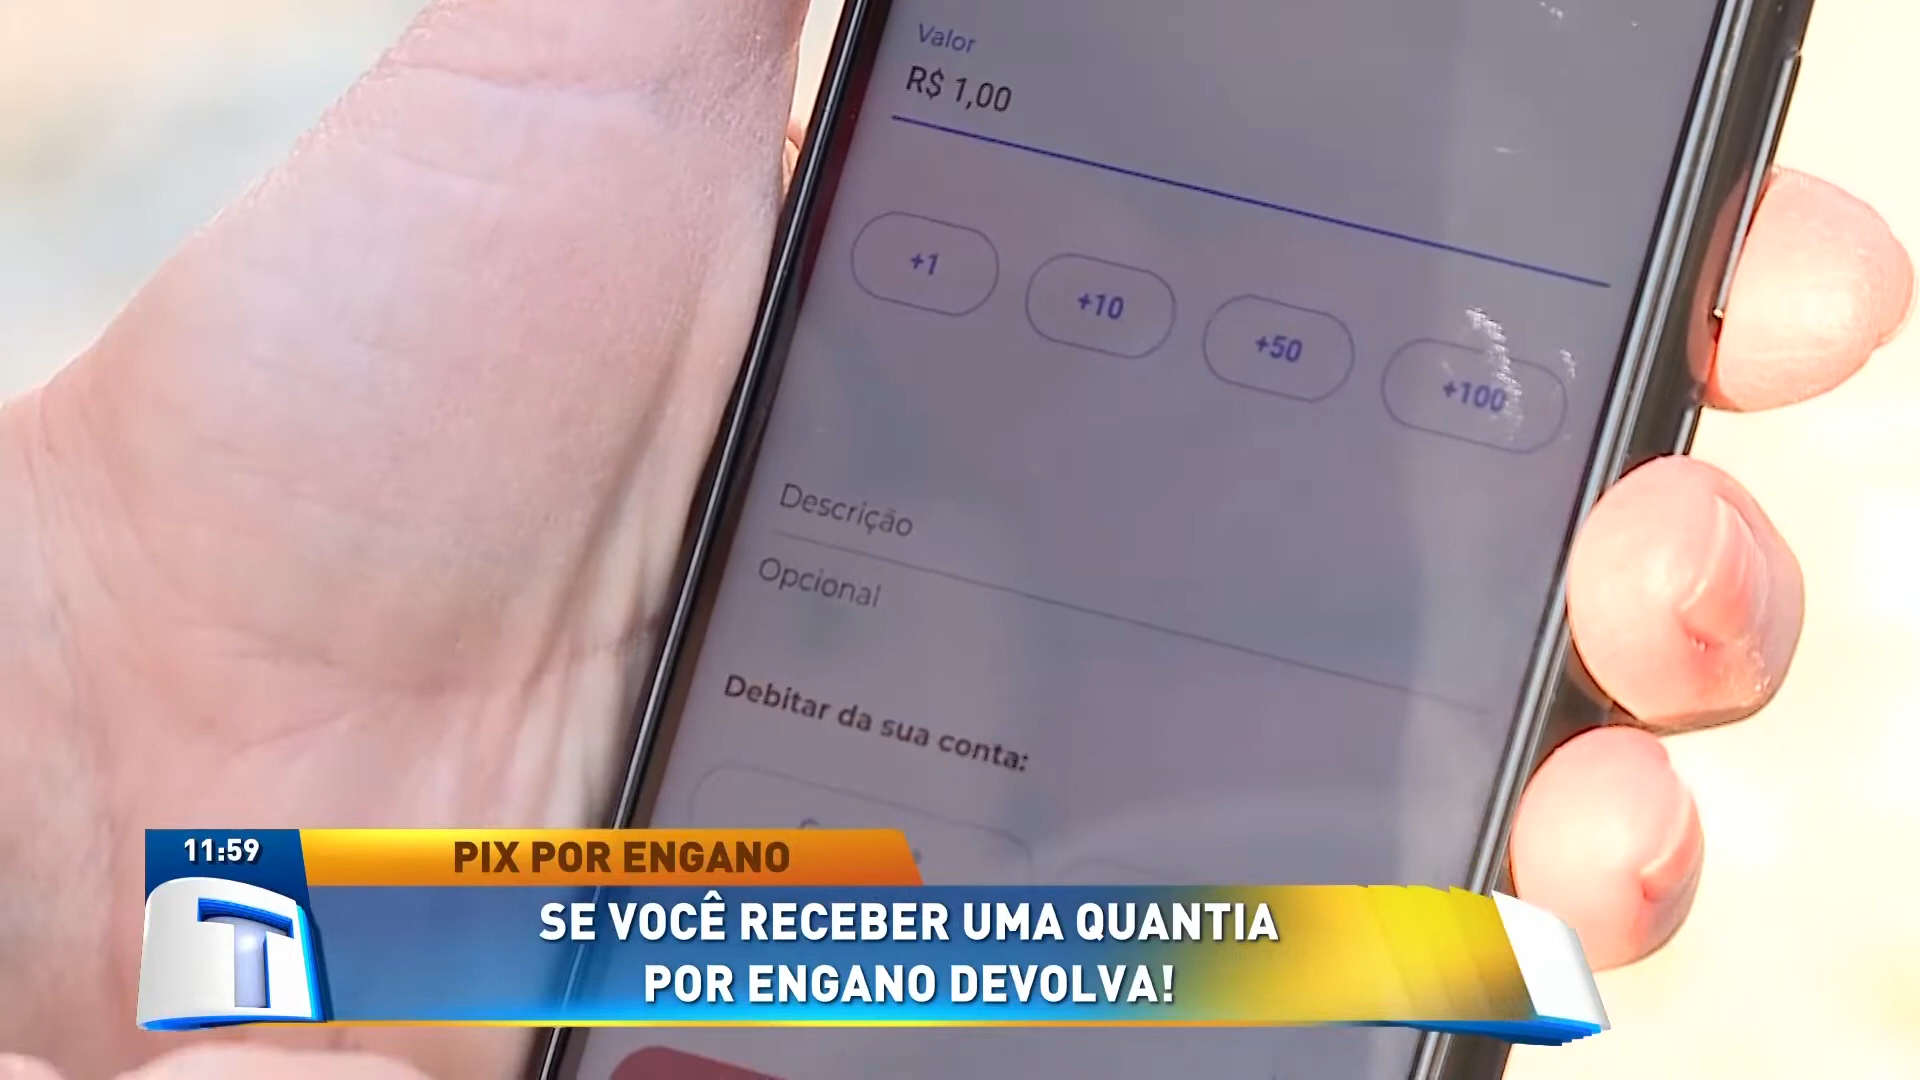 Valor
R$ 1,00
+1
+10
+50
+100
Descrição
Opcional
Debitar da sua conta:
11:59
PIX POR ENGANO
T
SE VOCÊ RECEBER UMA QUANTIA
POR ENGANO DEVOLVA!